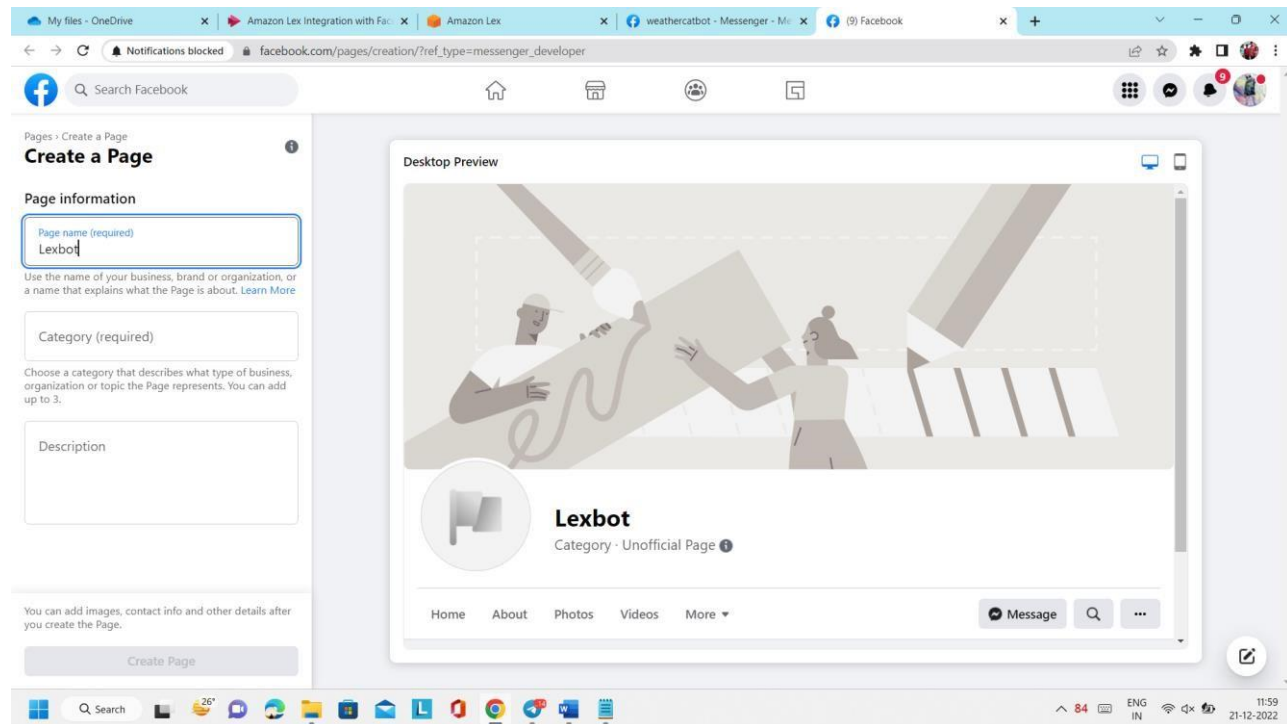 My files - OneDrive
Amazon Lex Integration with Fac
Amazon Lex
weathercatbot - Messenger - Me
(9) Facebook
Notifications blocked
facebook.com/pages/creation/?ref_type=messenger_developer
Search Facebook
9
Pages › Create a Page
Create a Page
Page information
Page name (required)
Lexbot
Use the name of your business, brand or organization, or
a name that explains what the Page is about. Learn More
Category (required)
Choose a category that describes what type of business,
organization or topic the Page represents. You can add
up to 3.
Description
You can add images, contact info and other details after
you create the Page.
Create Page
Desktop Preview
Lexbot
Category · Unofficial Page
Home About Photos Videos More
Message
Search
26°
84
ENG
IN
11:59
21-12-2022